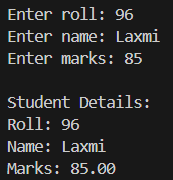 Enter roll: 96
Enter name: Laxmi
Enter marks: 85

Student Details:
Roll: 96
Name: Laxmi
Marks: 85.00